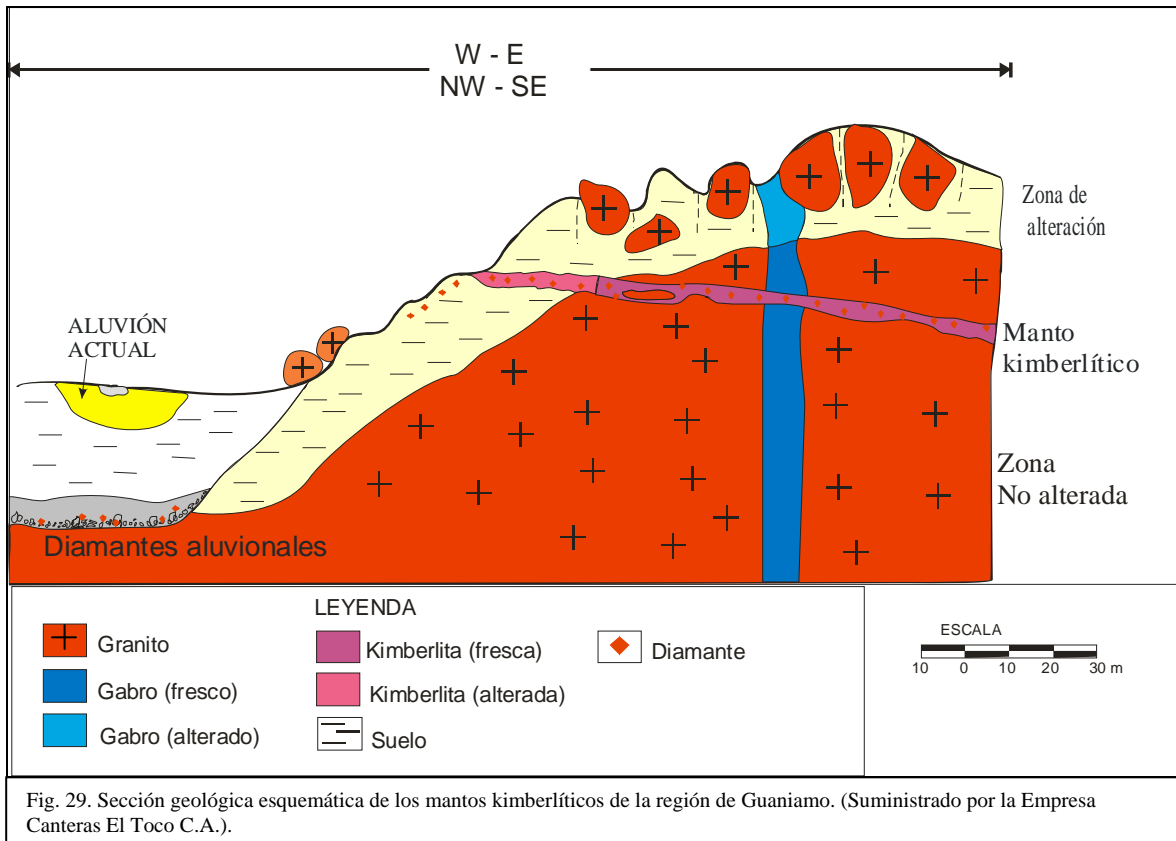 W - E
NW - SE
Zona de
alteración
ALUVIÓN
ACTUAL
Manto
kimberlítico
Zona
No alterada
Diamantes aluvionales
LEYENDA
Granito
Kimberlita (fresca)
Diamante
Gabro (fresco)
Kimberlita (alterada)
Gabro (alterado)
Suelo
ESCALA
10 0 10 20 30 m
Fig. 29. Sección geológica esquemática de los mantos kimberlíticos de la región de Guaniamo. (Suministrado por la Empresa
Canteras El Toco C.A.).